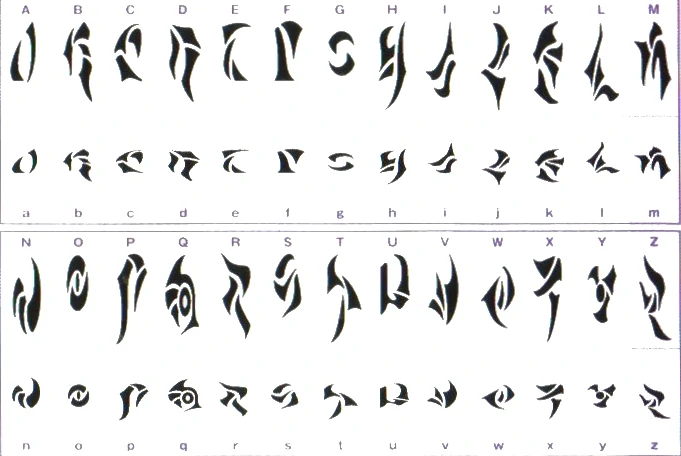 A B C D E F G H I J K L M
a b c d e f g h i j k l m
N O P Q R S T U V W X Y Z
n o p q r s t u v w x y z